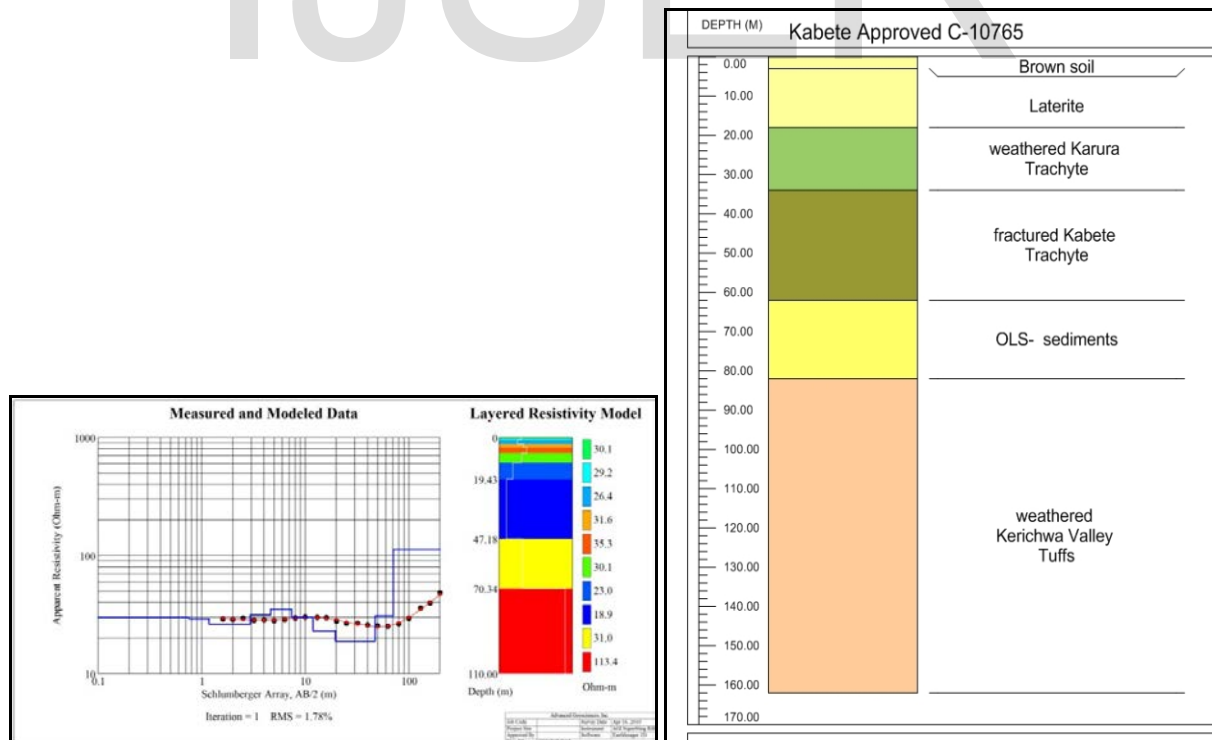 IJSER
Measured and Modeled Data
Layered Resistivity Model
Apparent Resistivity (Ohm-m)
1000
100
10
0.1
1
10
100
Schlumberger Array, AB/2 (m)
Iteration = 1 RMS = 1.78%
0
19.43
47.18
70.34
110.00
Depth (m)
30.1
29.2
26.4
31.6
35.3
30.1
23.0
18.9
31.0
113.4
Ohm-m
DEPTH (M)
Kabete Approved C-10765
0.00
10.00
20.00
30.00
40.00
50.00
60.00
70.00
80.00
90.00
100.00
110.00
120.00
130.00
140.00
150.00
160.00
170.00
Brown soil
Laterite
weathered Karura
Trachyte
fractured Kabete
Trachyte
OLS- sediments
weathered
Kerichwa Valley
Tuffs